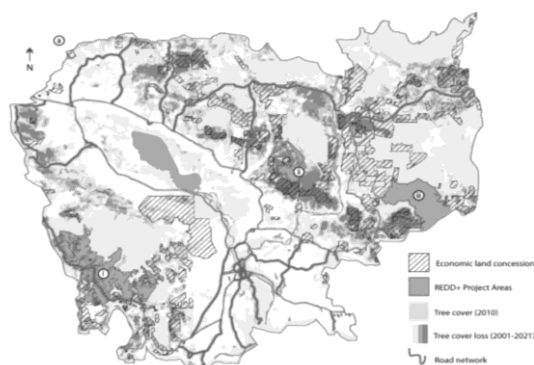 N
Economic land concession
REDD+ Project Areas
Tree cover (2010)
Tree cover loss (2001-2021)
Road network